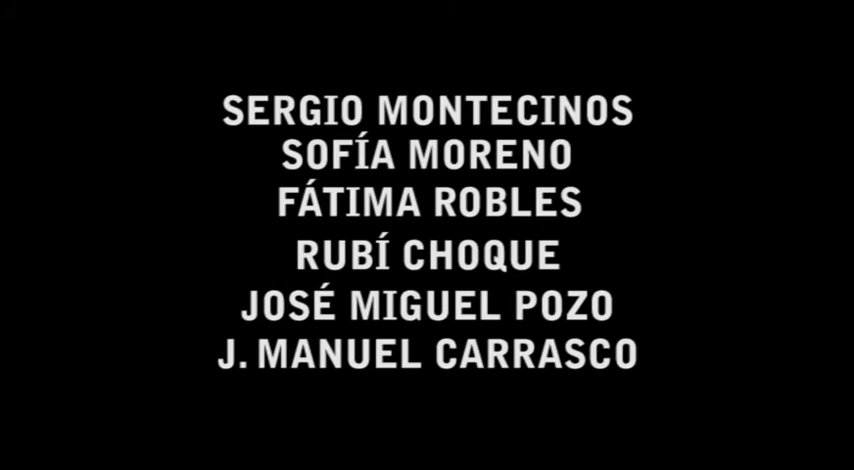 SERGIO MONTECINOS
SOFÍA MORENO
FÁTIMA ROBLES
RUBÍ CHOQUE
JOSÉ MIGUEL POZO
J. MANUEL CARRASCO